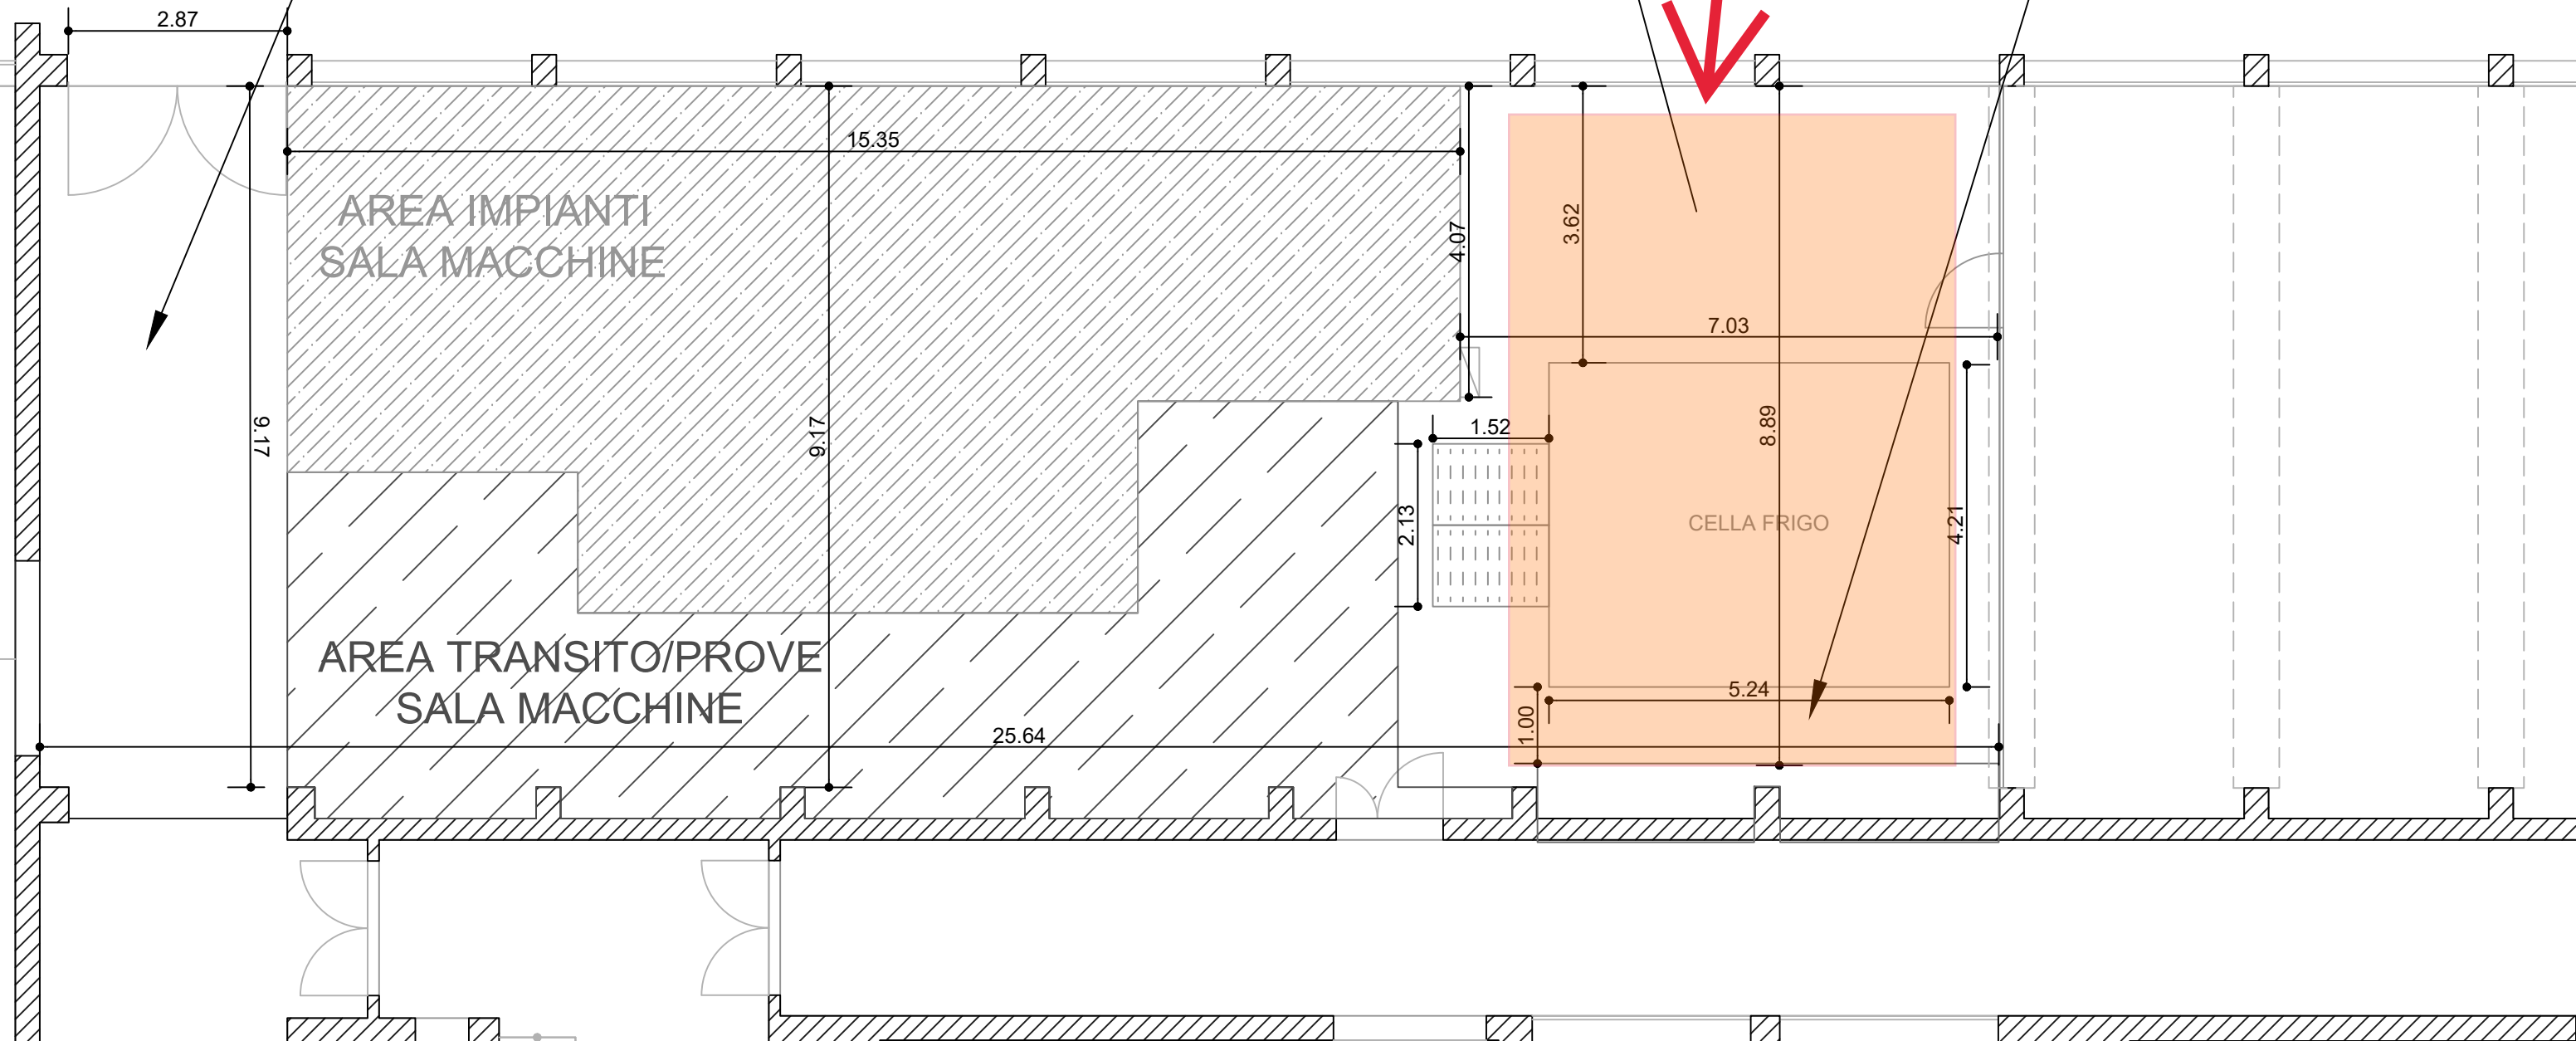 2.87
15.35
AREA IMPIANTI
SALA MACCHINE
3.62
4.07
7.03
9.17
9.17
1.52
8.89
2.13
CELLA FRIGO
4.21
AREA TRANSITO/PROVE
SALA MACCHINE
5.24
1.00
25.64